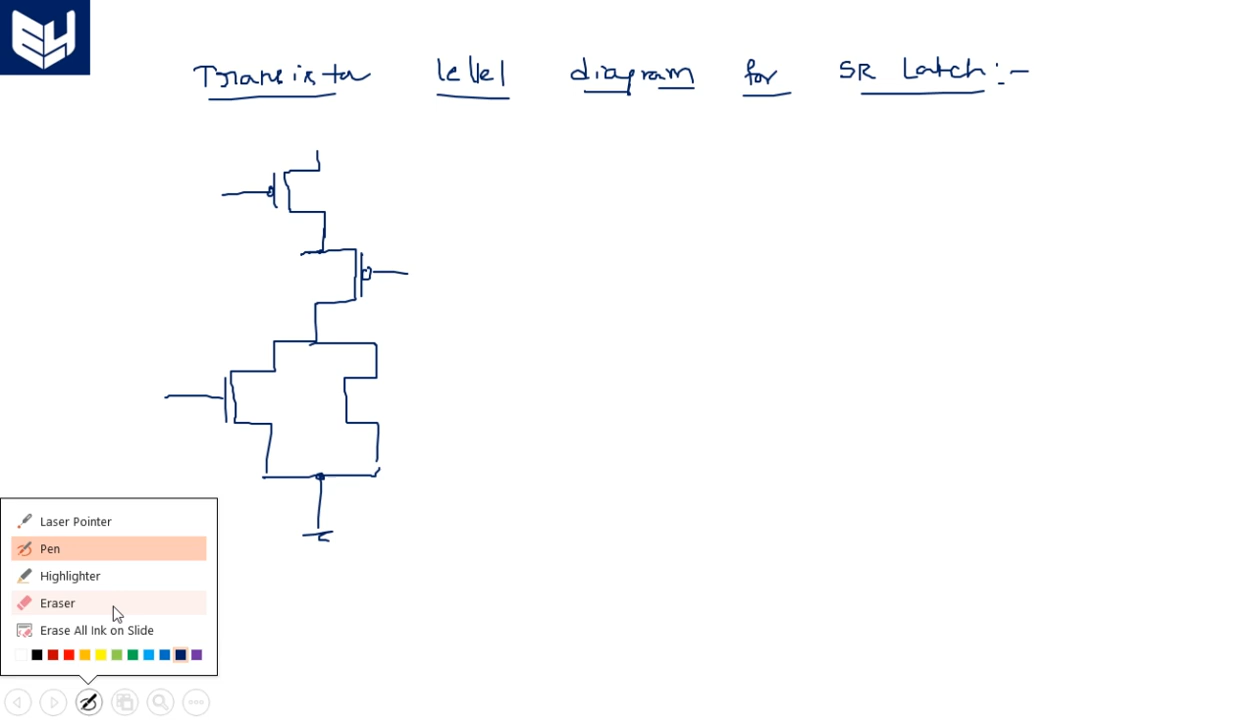 Transistor level diagram for SR Latch :-
Laser Pointer
Pen
Highlighter
Eraser
Erase All Ink on Slide